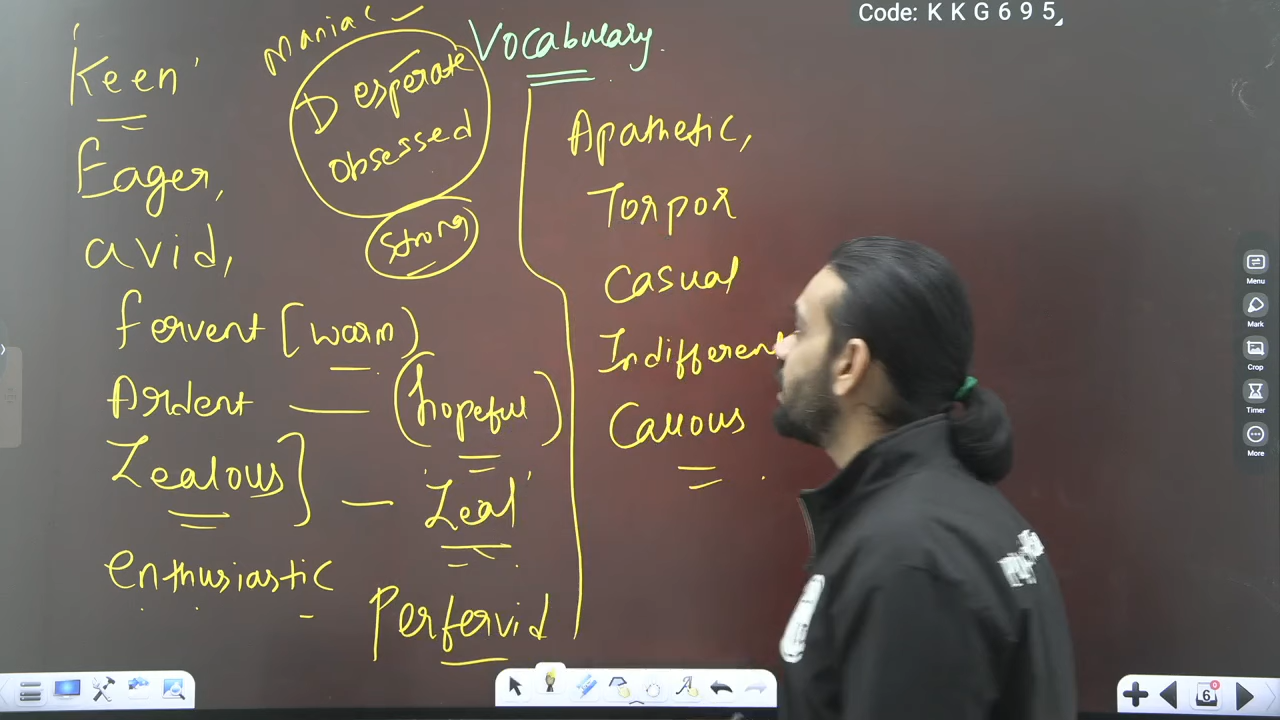 Code: K K G 6 9 5
Vocabulary.
Maniac
Keen
Desperate
obsessed
Strong
Eager,
avid,
fervent [warm)
Ardent — (hopeful)
Zealous] — 'Zeal'
enthusiastic
Perfervid
Apathetic,
Torpor
Casual
Indifferent
Callous
Menu
Mark
Crop
Timer
More
6
0